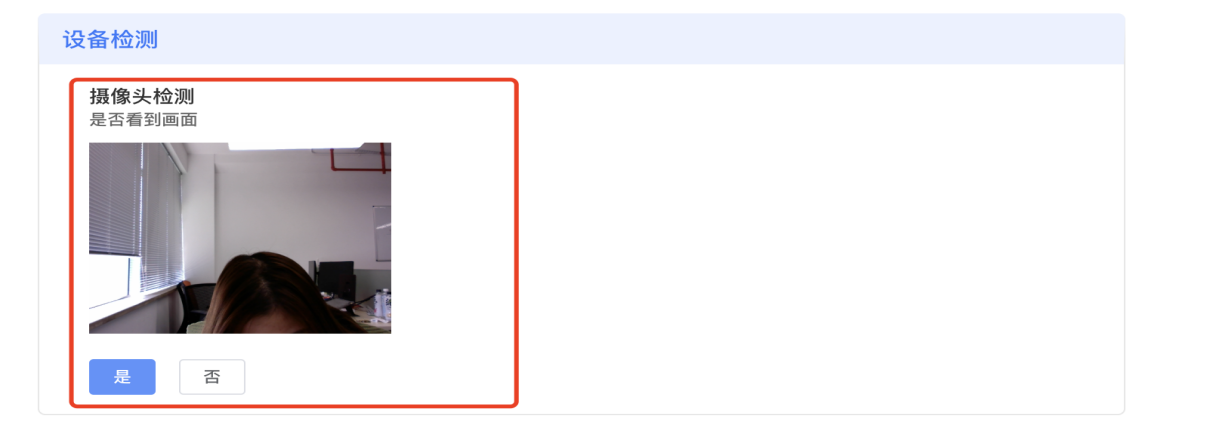 设备检测
摄像头检测
是否看到画面
是
否